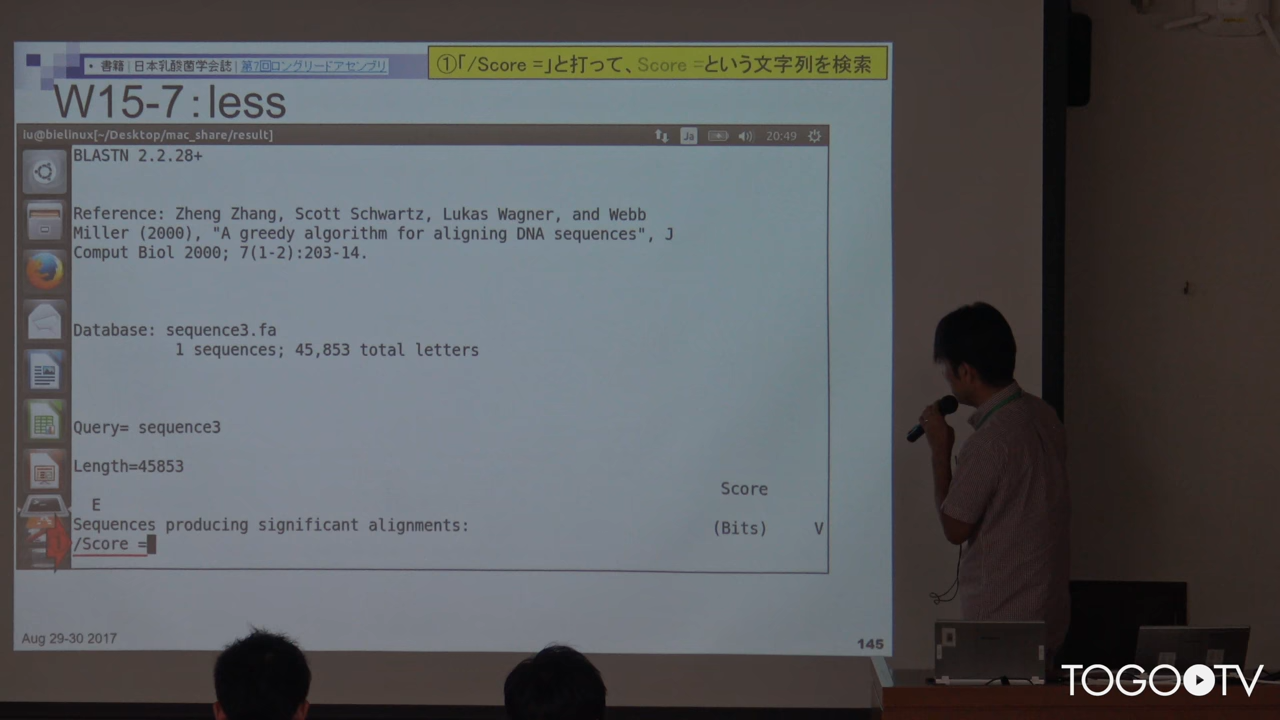 • 書籍 | 日本乳酸菌学会誌 | 第7回ロングリードアセンブリ
①「/Score =」と打って、Score =という文字列を検索
W15-7：less
iu@bielinux[~/Desktop/mac_share/result]
Ja
20:49
BLASTN 2.2.28+
Reference: Zheng Zhang, Scott Schwartz, Lukas Wagner, and Webb
Miller (2000), "A greedy algorithm for aligning DNA sequences", J
Comput Biol 2000; 7(1-2):203-14.
Database: sequence3.fa
1 sequences; 45,853 total letters
Query= sequence3
Length=45853
Score
E
Sequences producing significant alignments: (Bits) V
/Score =
Aug 29-30 2017
145
TOGO TV